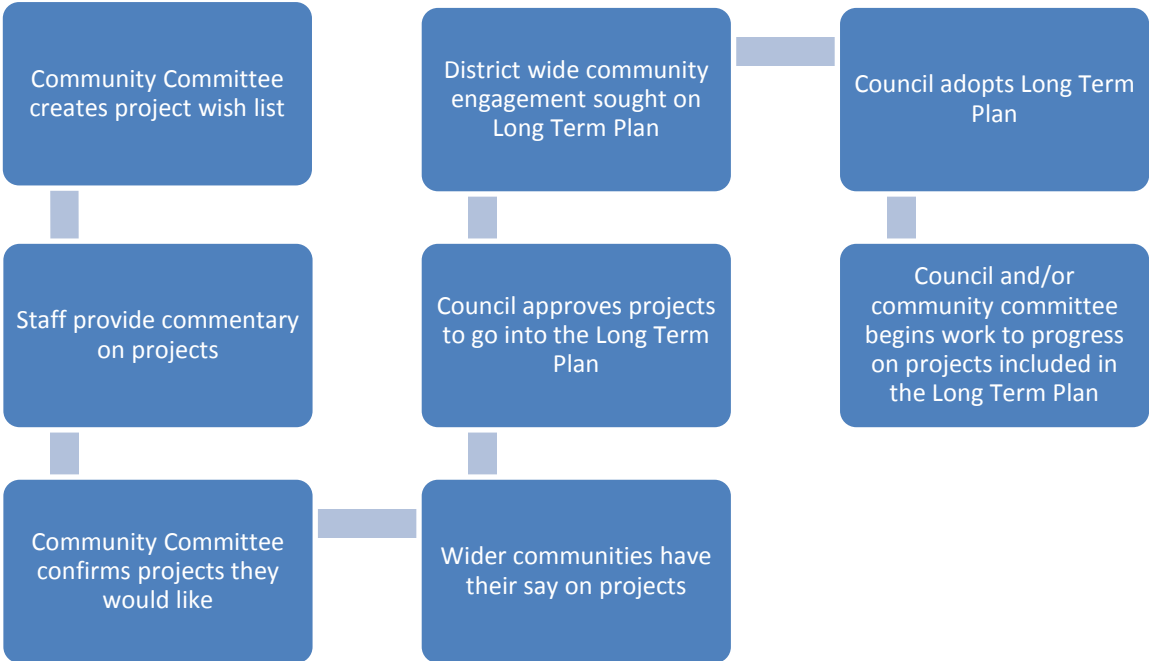 Community Committee
creates project wish list
Staff provide commentary
on projects
Community Committee
confirms projects they
would like
Wider communities have
their say on projects
Council approves projects
to go into the Long Term
Plan
District wide community
engagement sought on
Long Term Plan
Council adopts Long Term
Plan
Council and/or
community committee
begins work to progress
on projects included in
the Long Term Plan